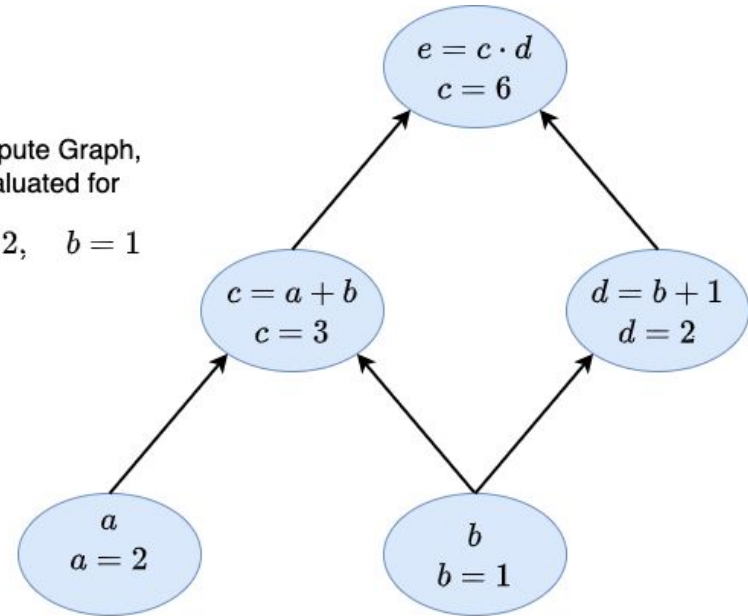 e = c · d
c = 6
pute Graph,
aluated for
2, b = 1
c = a + b
c = 3
d = b + 1
d = 2
a
a = 2
b
b = 1